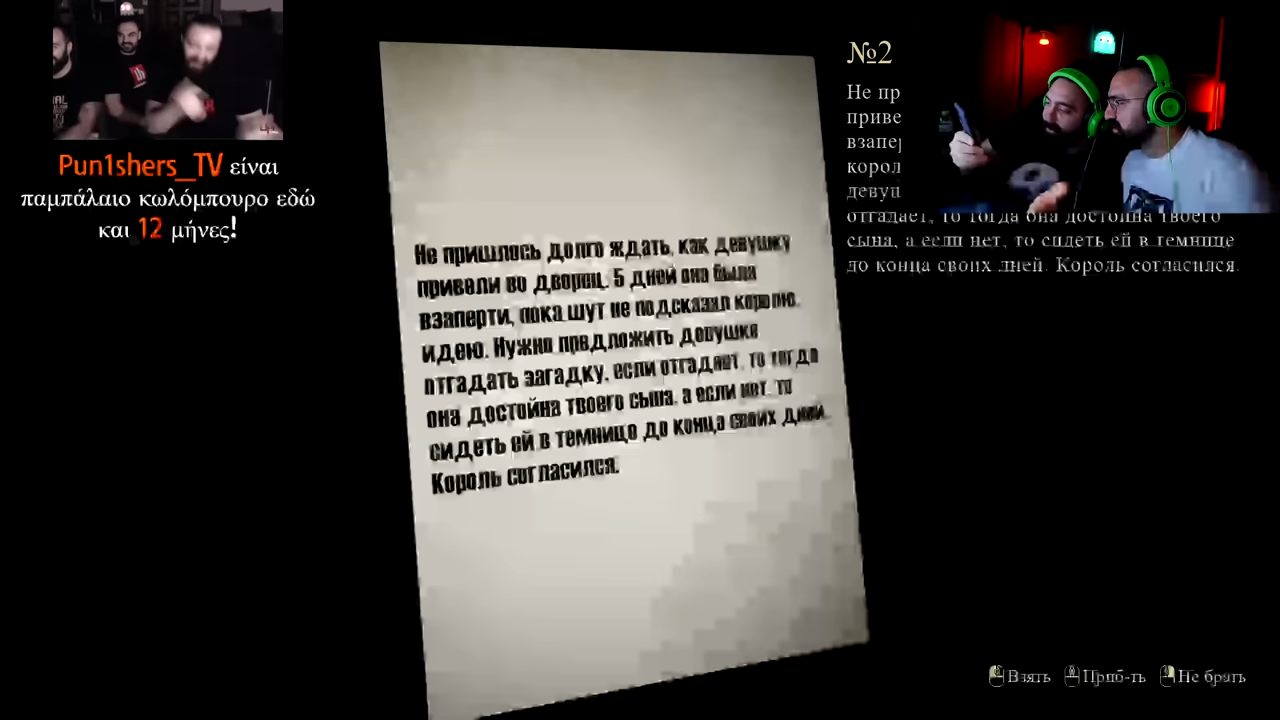 Pun1shers_TV είναι
παμπάλαιο κωλόμπουρο εδώ
και 12 μήνες!
Не пришлось долго ждать, как девушку
привели во дворец. 5 дней она была
взаперти, пока шут не подсказал королю
идею. Нужно предложить девушке
отгадать загадку, если отгадает, то тогда
она достойна твоего сына, а если нет, то
сидеть ей в темнице до конца своих дней.
Король согласился.
№2
Не пр
приве
взапер
корол
девуш
отгадает, то тогда она достойна твоего
сына, а если нет, то сидеть ей в темнице
до конца своих дней. Король согласился.
Взять
Не брать